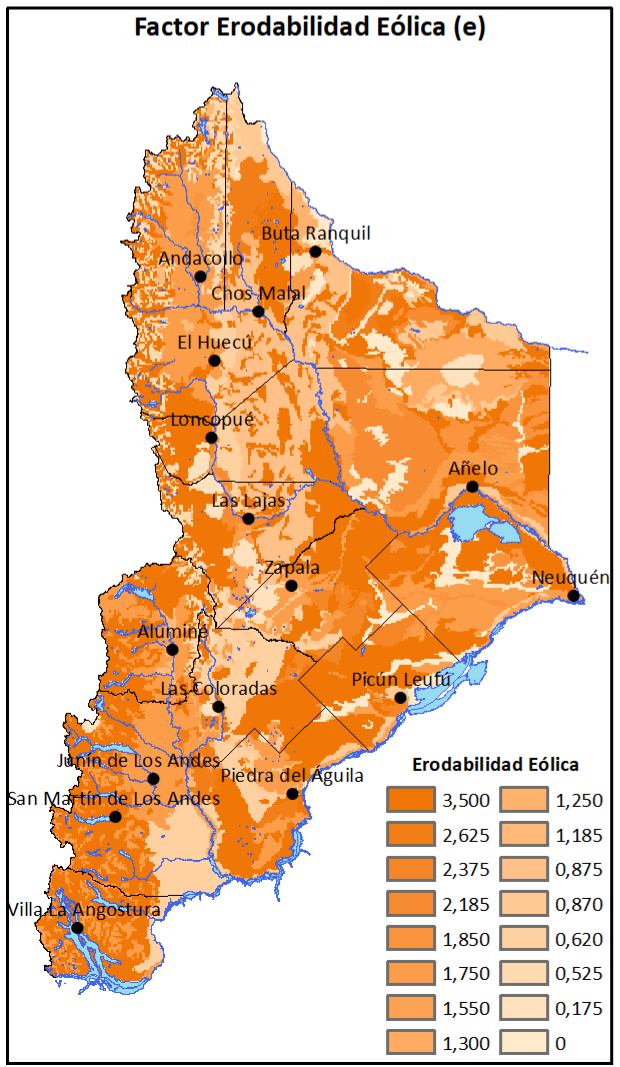 Factor Erodabilidad Eólica (e)
Buta Ranquil
Andacollo
Chos Malal
El Huecú
Loncopué
Añelo
Las Lajas
Zapala
Neuquén
Aluminé
Picún Leufú
Las Coloradas
Junín de Los Andes
Piedra del Águila
San Martín de Los Andes
Villa La Angostura
Erodabilidad Eólica
3,500 1,250
2,625 1,185
2,375 0,875
2,185 0,870
1,850 0,620
1,750 0,525
1,550 0,175
1,300 0